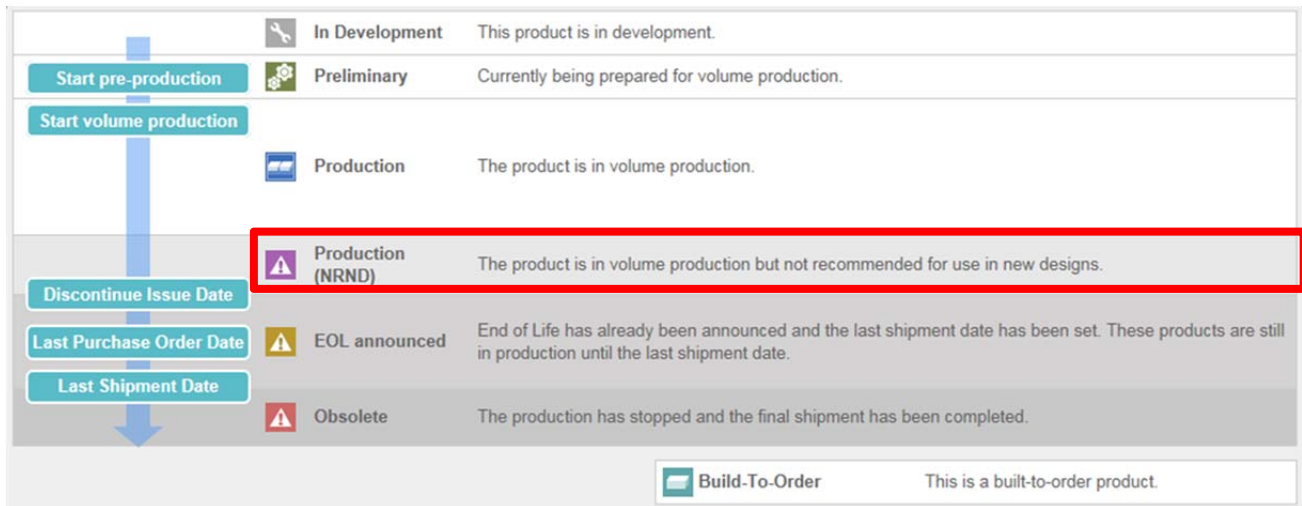 In Development This product is in development.
Start pre-production Preliminary Currently being prepared for volume production.
Start volume production
Production The product is in volume production.
Production
(NRND)
The product is in volume production but not recommended for use in new designs.
Discontinue Issue Date
Last Purchase Order Date EOL announced
End of Life has already been announced and the last shipment date has been set. These products are still
in production until the last shipment date.
Last Shipment Date
Obsolete The production has stopped and the final shipment has been completed.
Build-To-Order This is a built-to-order product.